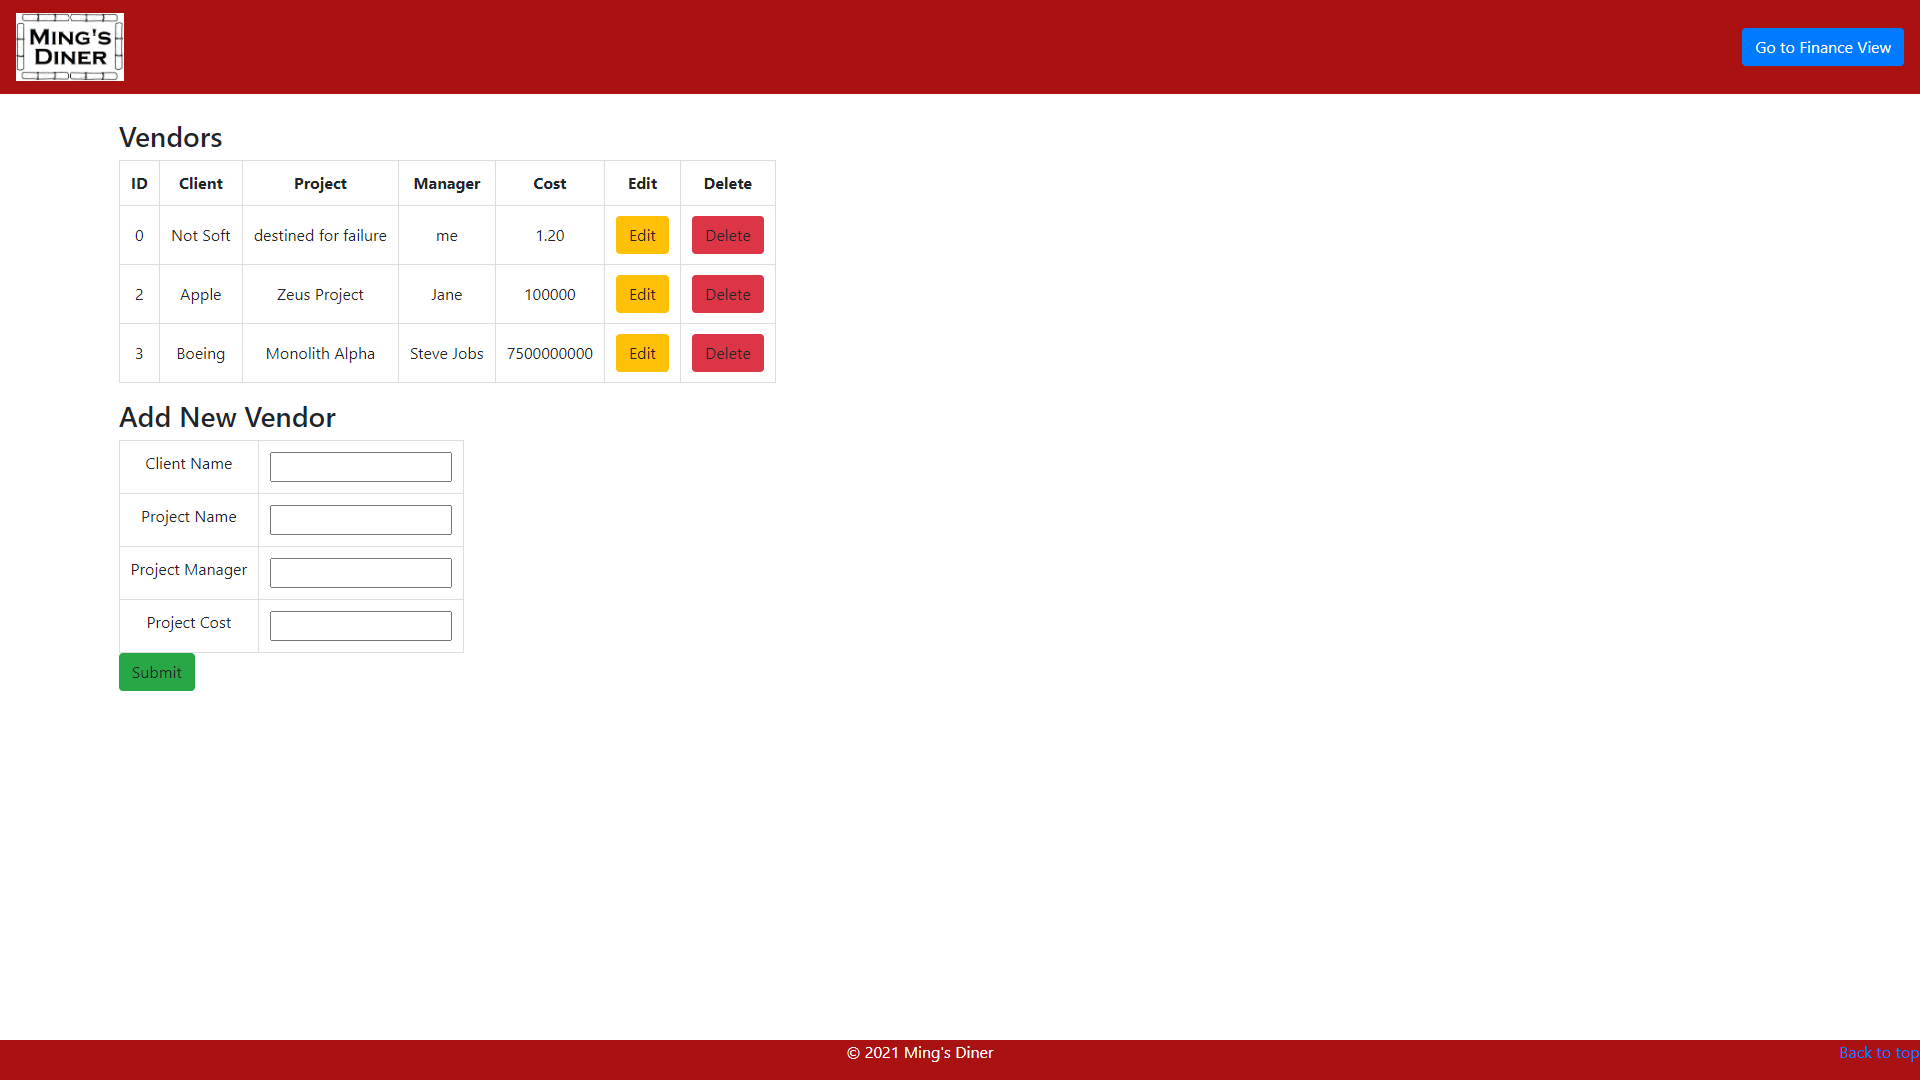 MING'S
DINER
Go to Finance View
Vendors
ID Client Project Manager Cost Edit Delete
0 Not Soft destined for failure me 1.20 Edit Delete
2 Apple Zeus Project Jane 100000 Edit Delete
3 Boeing Monolith Alpha Steve Jobs 7500000000 Edit Delete
Add New Vendor
Client Name
Project Name
Project Manager
Project Cost
Submit
© 2021 Ming's Diner
Back to top